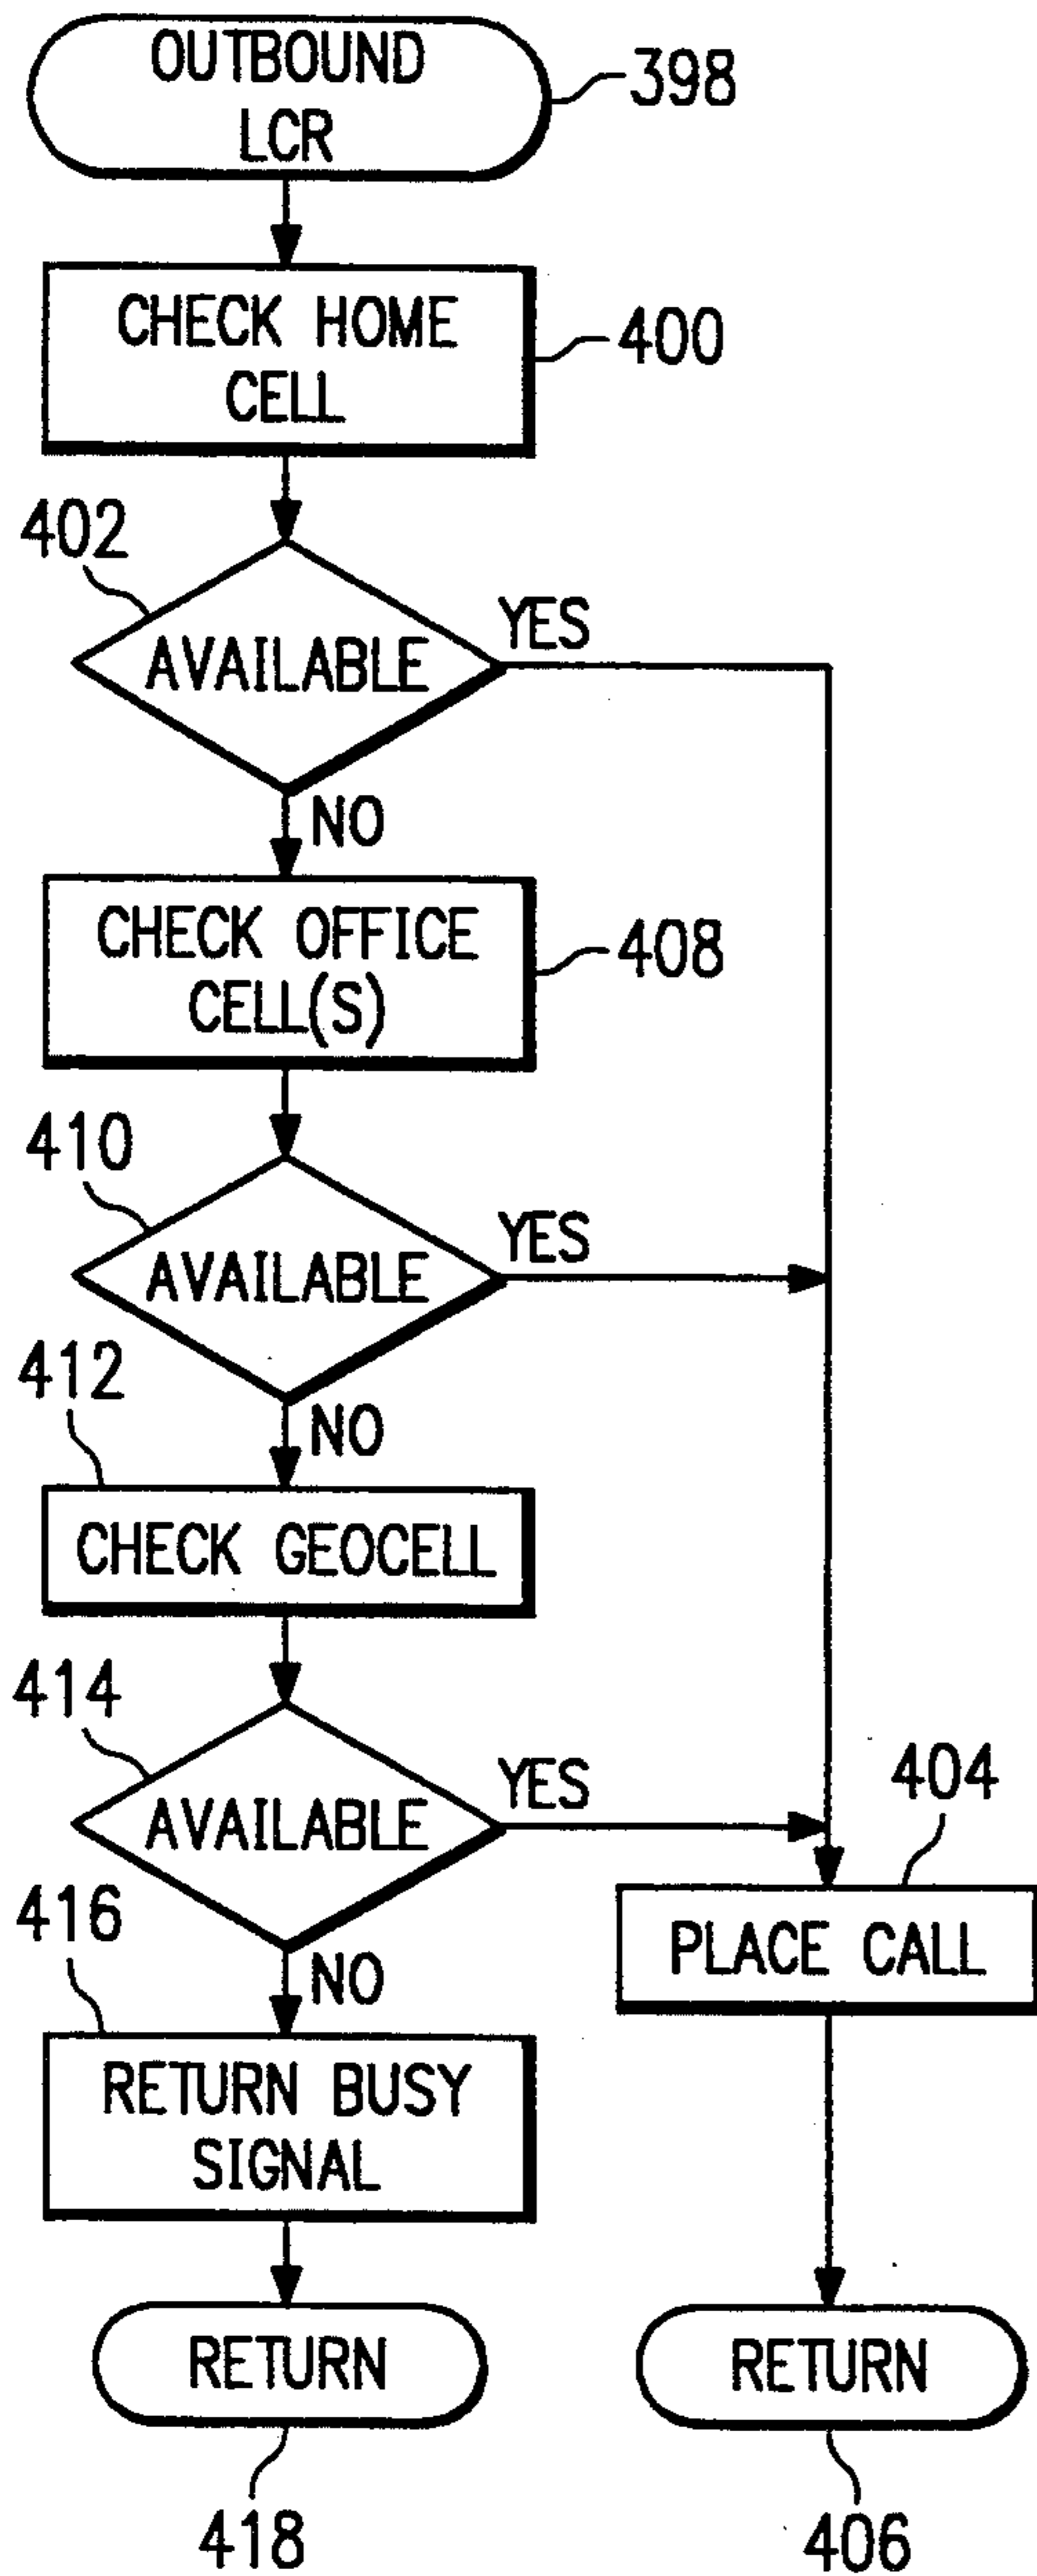 OUTBOUND
LCR
398
CHECK HOME
CELL
400
402
AVAILABLE
YES
NO
CHECK OFFICE
CELL(S)
408
410
AVAILABLE
YES
NO
412
CHECK GEOCELL
414
AVAILABLE
YES
NO
404
PLACE CALL
416
RETURN BUSY
SIGNAL
RETURN
418
RETURN
406